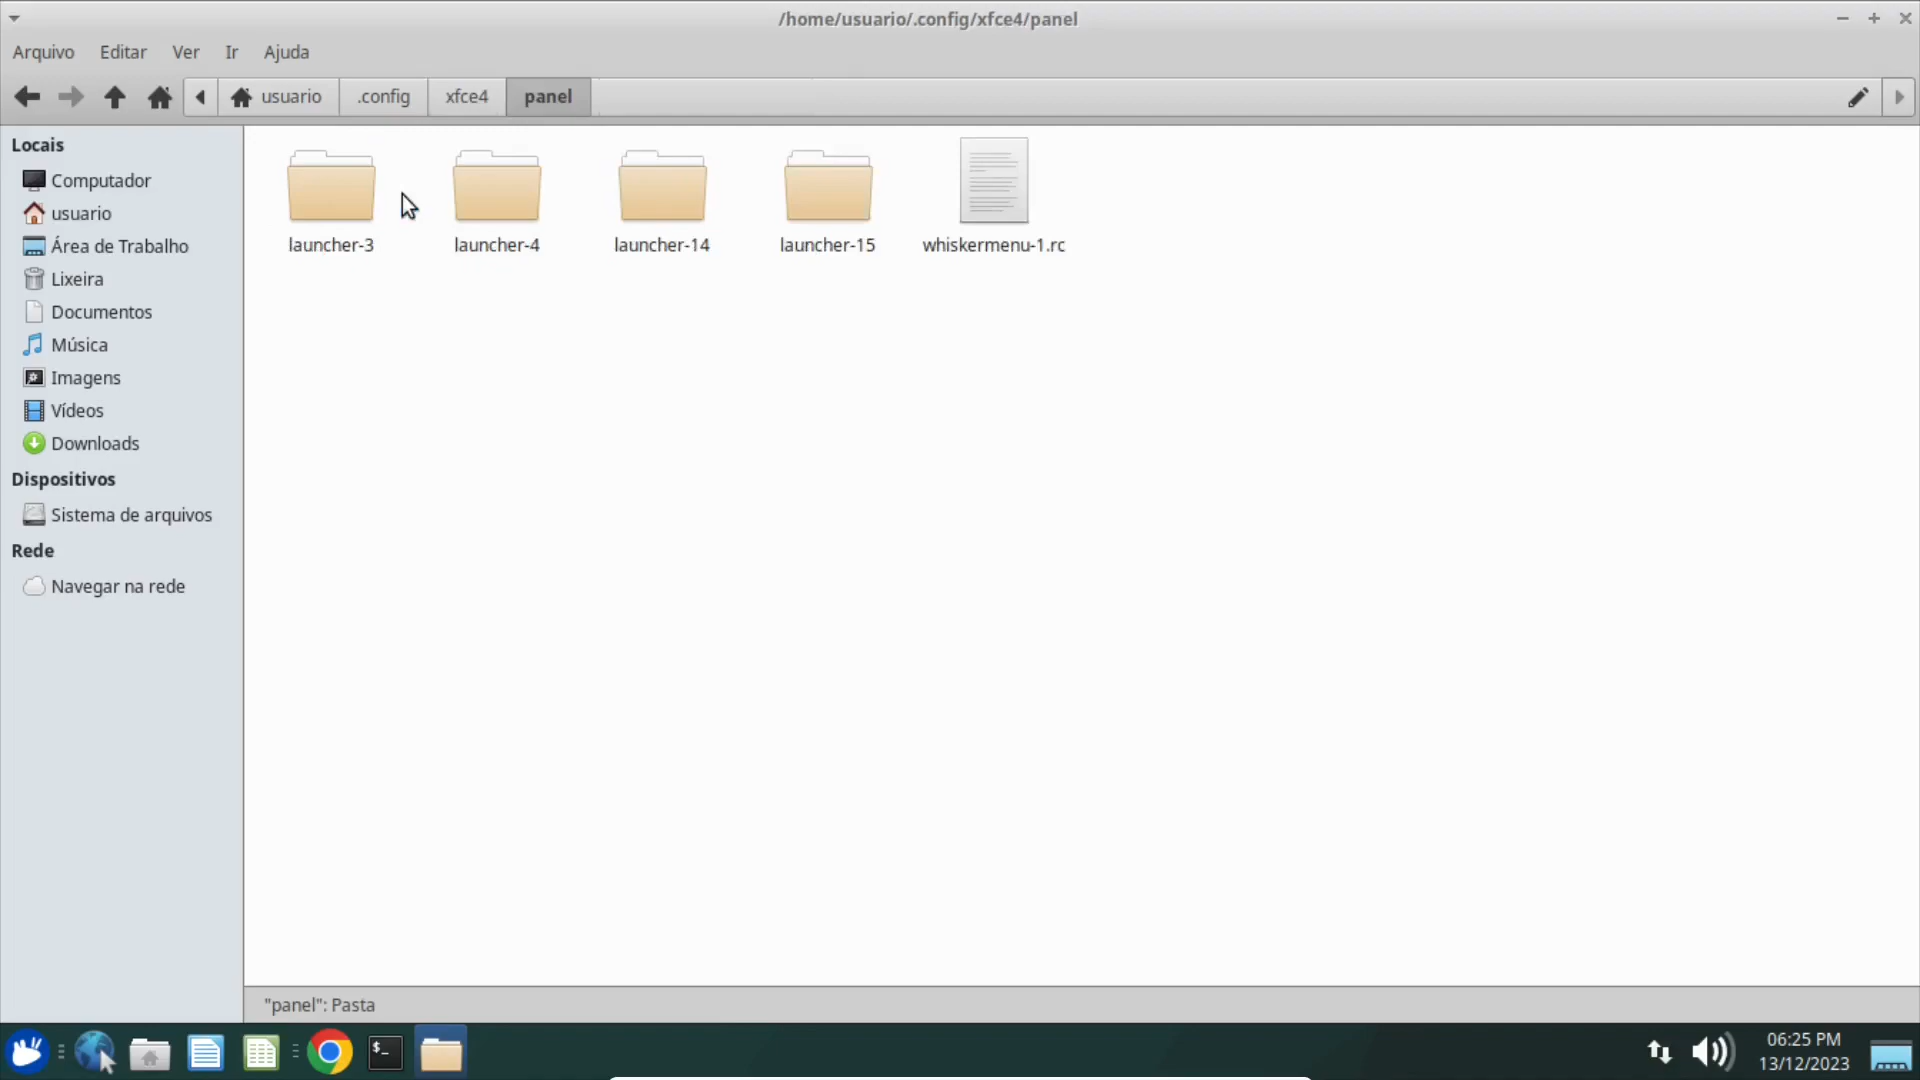 /home/usuario/.config/xfce4/panel
Arquivo Editar Ver Ir Ajuda
usuario .config xfce4 panel
Locais
Computador
usuario
Área de Trabalho
Lixeira
Documentos
Música
Imagens
Vídeos
Downloads
Dispositivos
Sistema de arquivos
Rede
Navegar na rede
launcher-3 launcher-4 launcher-14 launcher-15 whiskermenu-1.rc
"panel": Pasta
$_
06:25 PM
13/12/2023